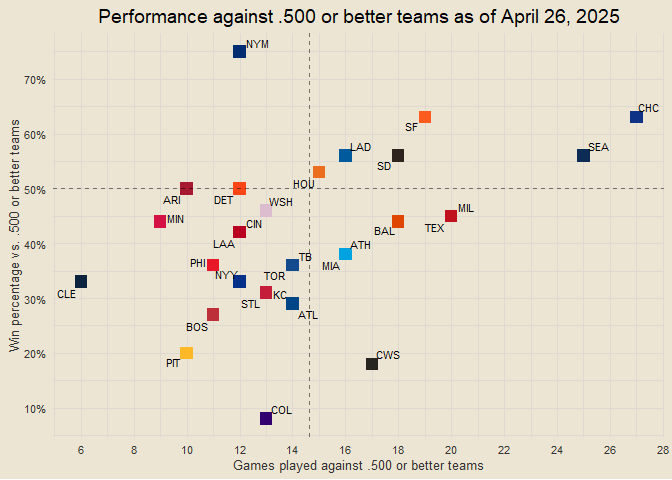 Performance against .500 or better teams as of April 26, 2025
Win percentage vs. .500 or better teams
70%
60%
50%
40%
30%
20%
10%
NYM
CHC
SF
LAD
SEA
SD
HOU
ARI
DET
WSH
MIL
MIN
CIN
BAL
TEX
LAA
ATH
PHI
TB
MIA
NYY
TOR
CLE
KC
STL
ATL
BOS
CWS
PIT
COL
6 8 10 12 14 16 18 20 22 24 26 28
Games played against .500 or better teams